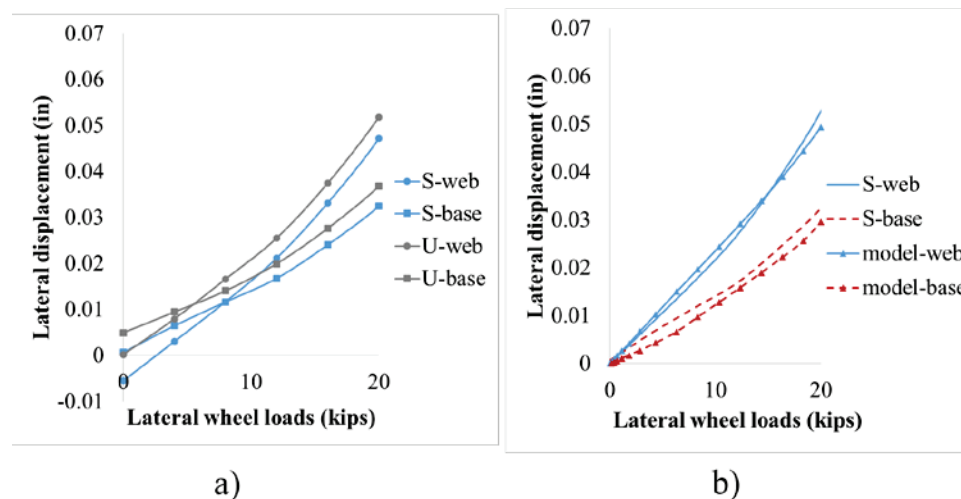 0.07
0.06
0.05
0.04
0.03
0.02
0.01
0
-0.01
Lateral displacement (in)
0
10
20
Lateral wheel loads (kips)
S-web
S-base
U-web
U-base
a)
0.07
0.06
0.05
0.04
0.03
0.02
0.01
0
Lateral displacement (in)
0
10
20
Lateral wheel loads (kips)
S-web
S-base
model-web
model-base
b)